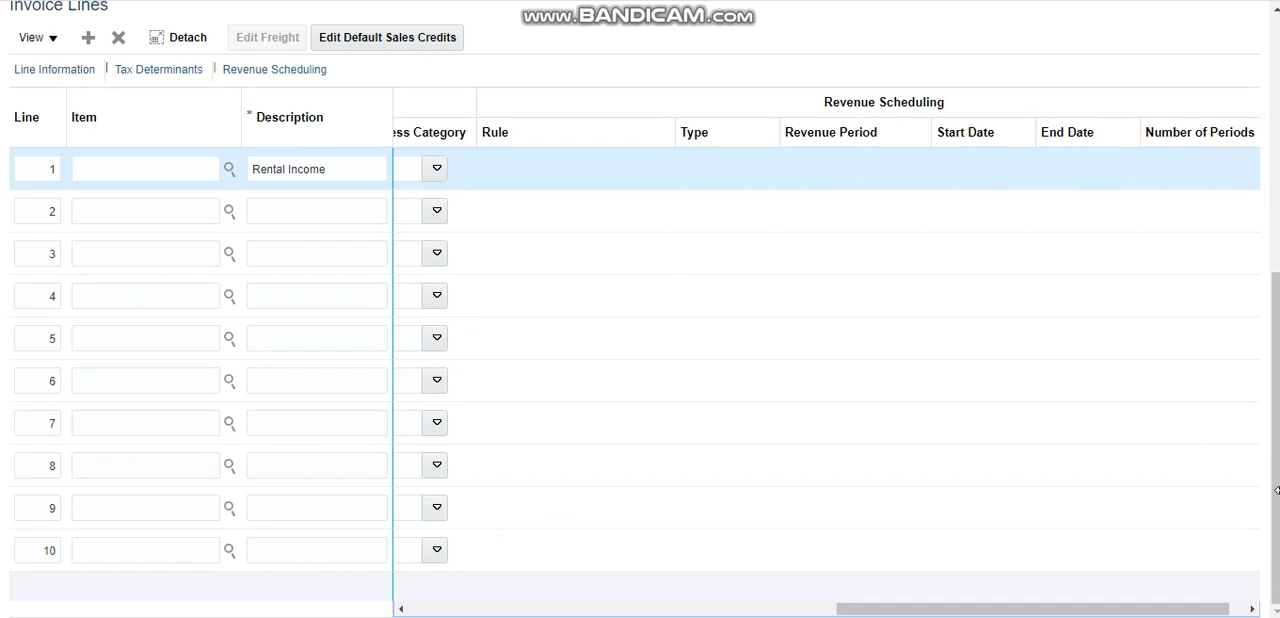 Invoice Lines
www.BANDICAM.com
View Detach Edit Freight Edit Default Sales Credits
Line Information | Tax Determinants | Revenue Scheduling
Revenue Scheduling
Line Item * Description ess Category Rule Type Revenue Period Start Date End Date Number of Periods
1 Rental Income
2
3
4
5
6
7
8
9
10